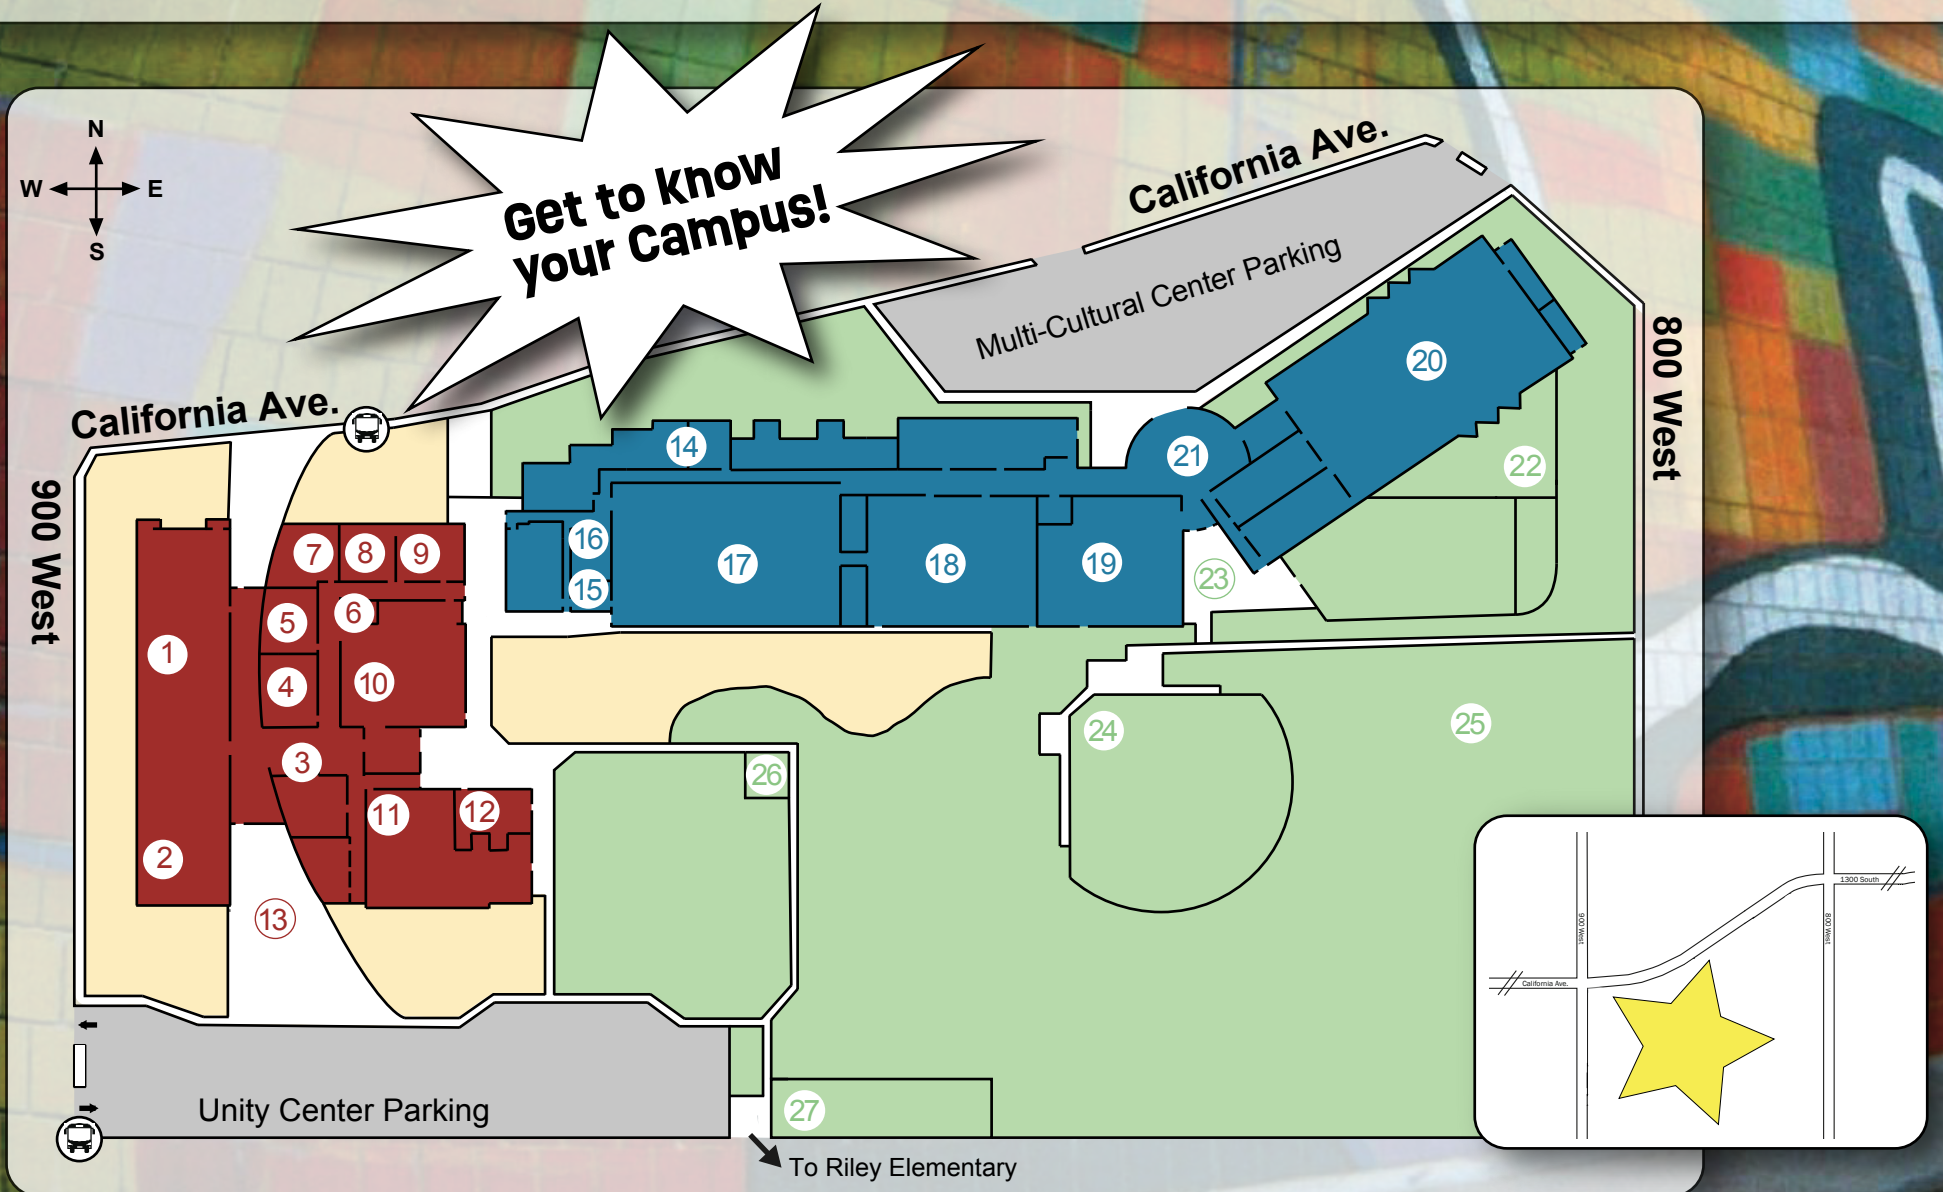 N
W E
S
Get to know
your Campus!
California Ave.
Multi-Cultural Center Parking
California Ave.
800 West
900 West
20
14
21
22
16
7
8
9
17
18
19
23
15
6
5
1
4
10
24
25
3
26
11
12
2
13
27
Unity Center Parking
To Riley Elementary
1300 South
900 West
800 West
California Ave.